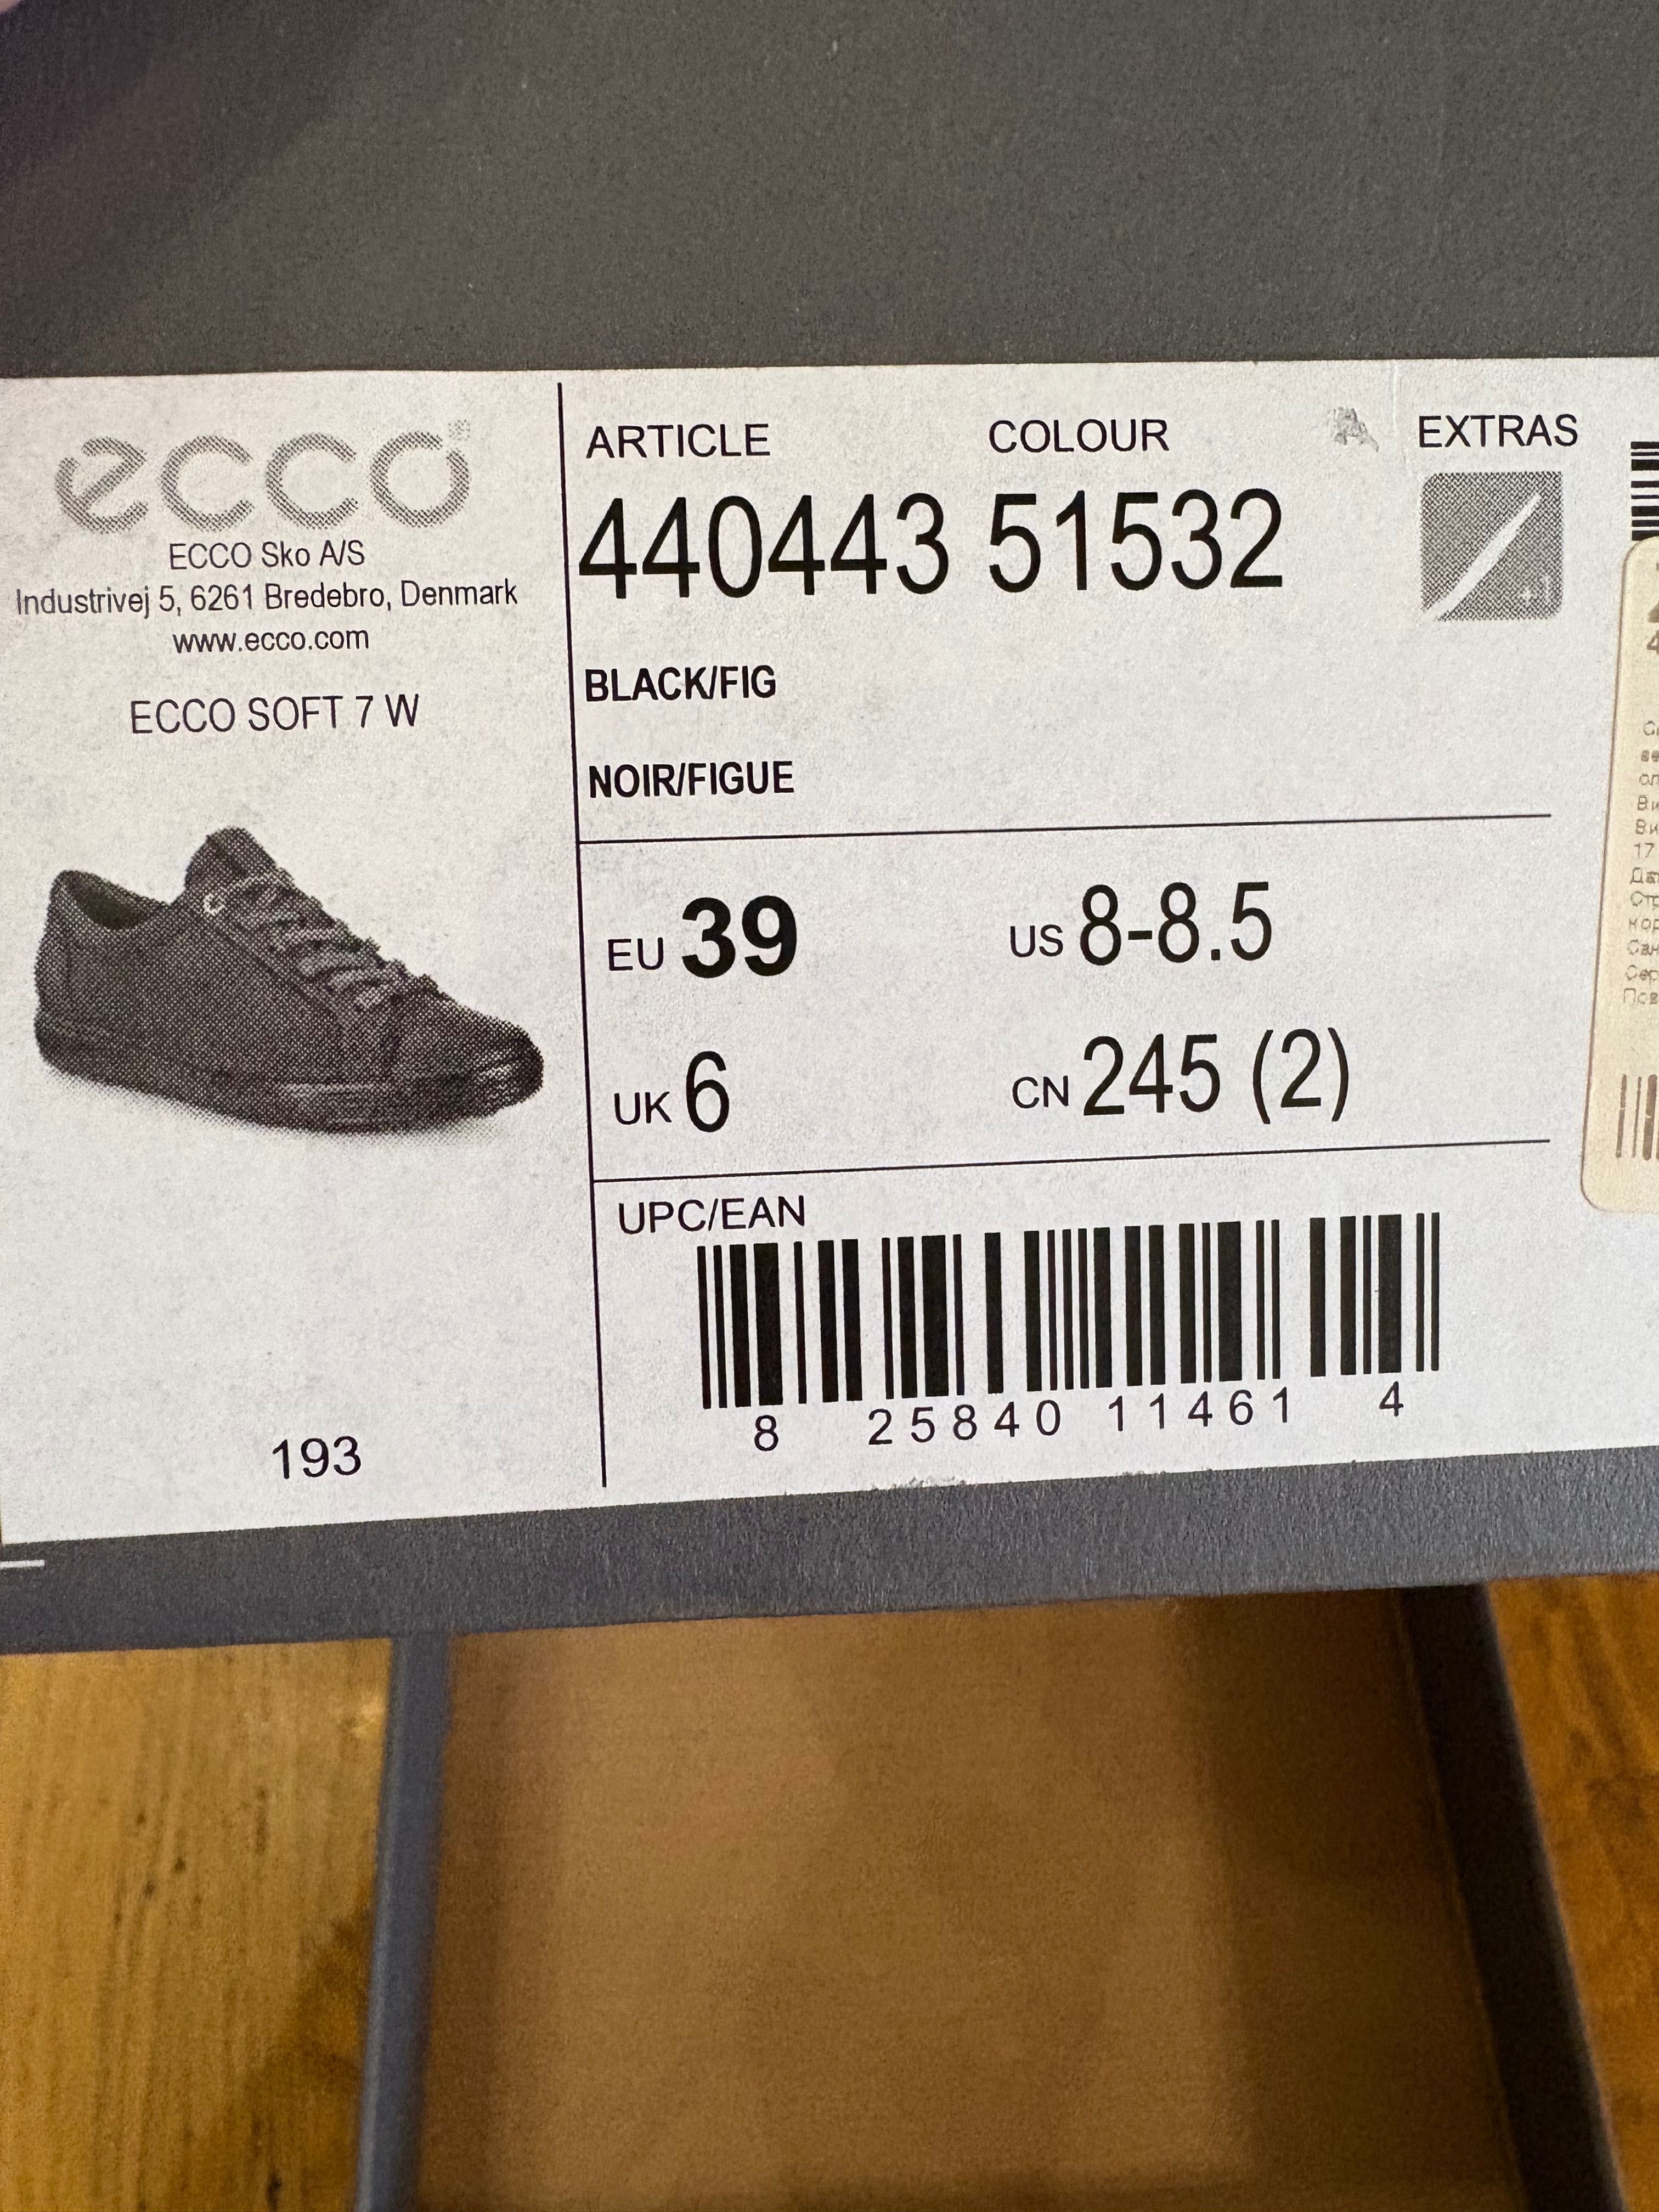 ecco
ECCO Sko A/S
Industrivej 5, 6261 Bredebro, Denmark
www.ecco.com
ECCO SOFT 7 W
193
ARTICLE COLOUR EXTRAS
440443 51532
+1
BLACK/FIG
NOIR/FIGUE
EU 39 US 8-8.5
UK 6 CN 245 (2)
UPC/EAN
8 25840 11461 4